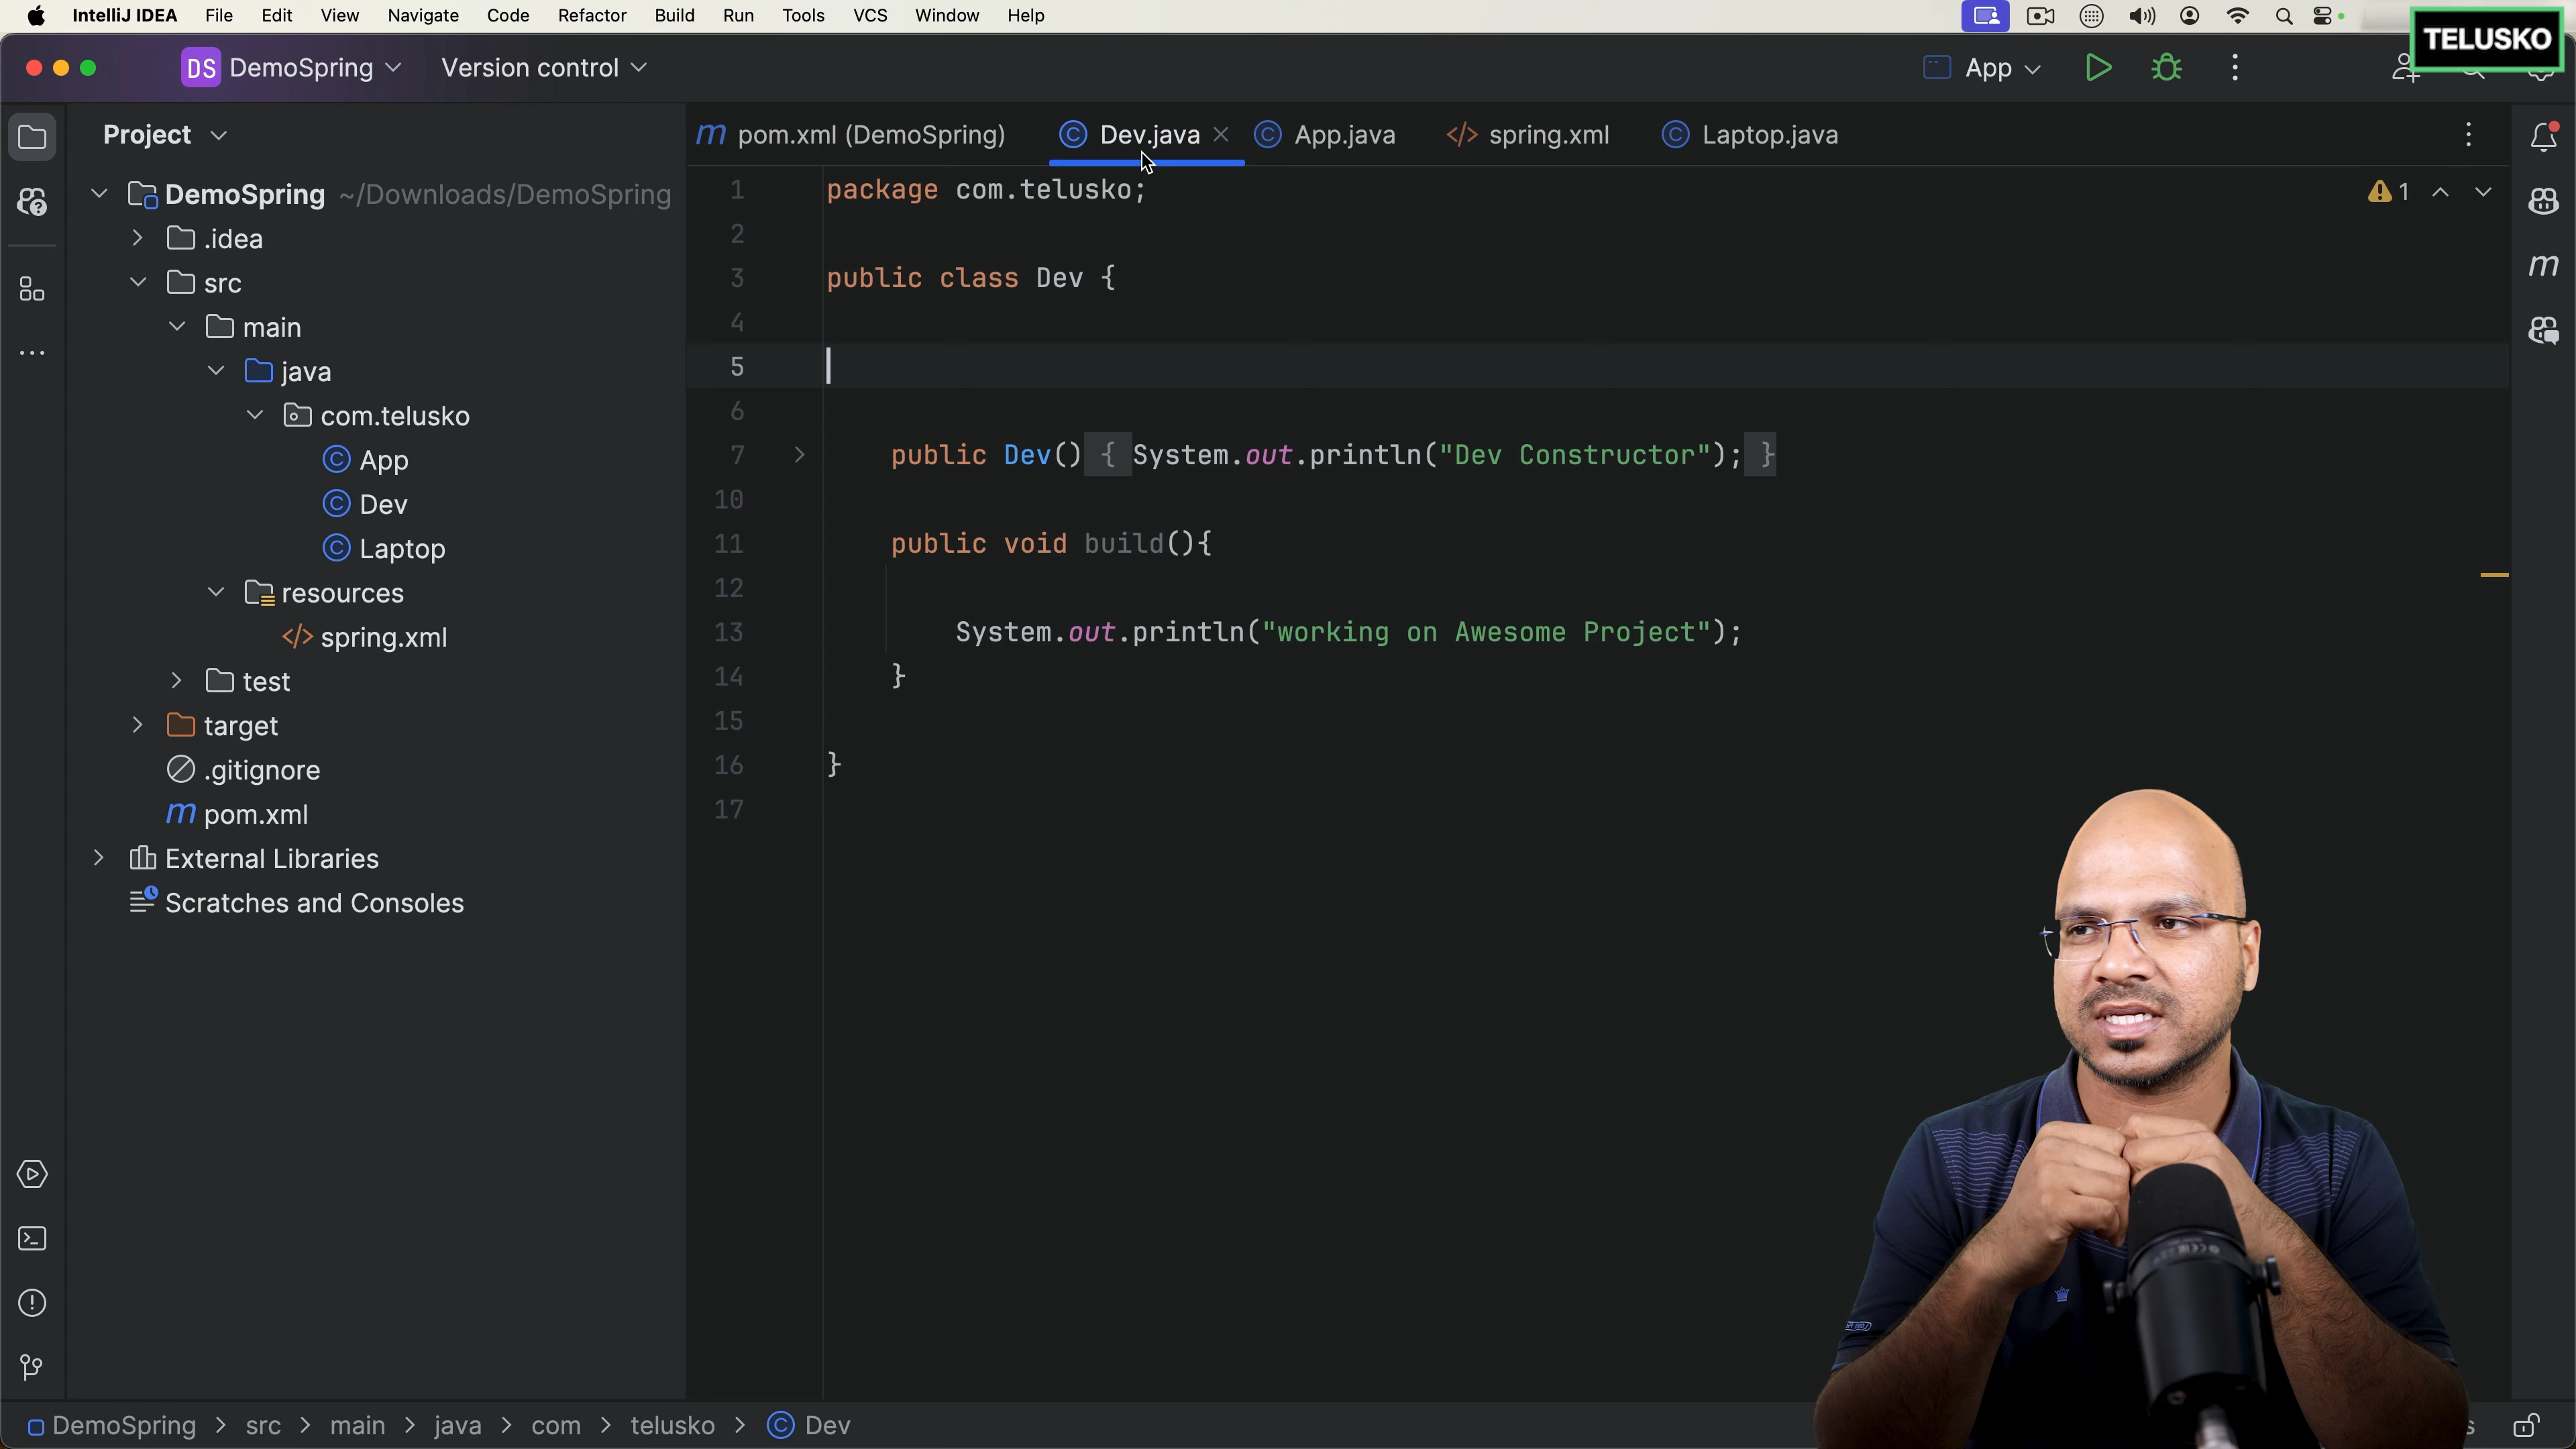 IntelliJ IDEA File Edit View Navigate Code Refactor Build Run Tools VCS Window Help
TELUSKO
DS DemoSpring Version control App
Project
pom.xml (DemoSpring) Dev.java App.java spring.xml Laptop.java
DemoSpring ~/Downloads/DemoSpring
.idea
src
main
java
com.telusko
App
Dev
Laptop
resources
spring.xml
test
target
.gitignore
pom.xml
External Libraries
Scratches and Consoles
1 package com.telusko; 1
2
3 public class Dev {
4
5
6
7 public Dev() { System.out.println("Dev Constructor"); }
10
11 public void build(){
12
13 System.out.println("working on Awesome Project");
14 }
15
16 }
17
DemoSpring > src > main > java > com > telusko > Dev